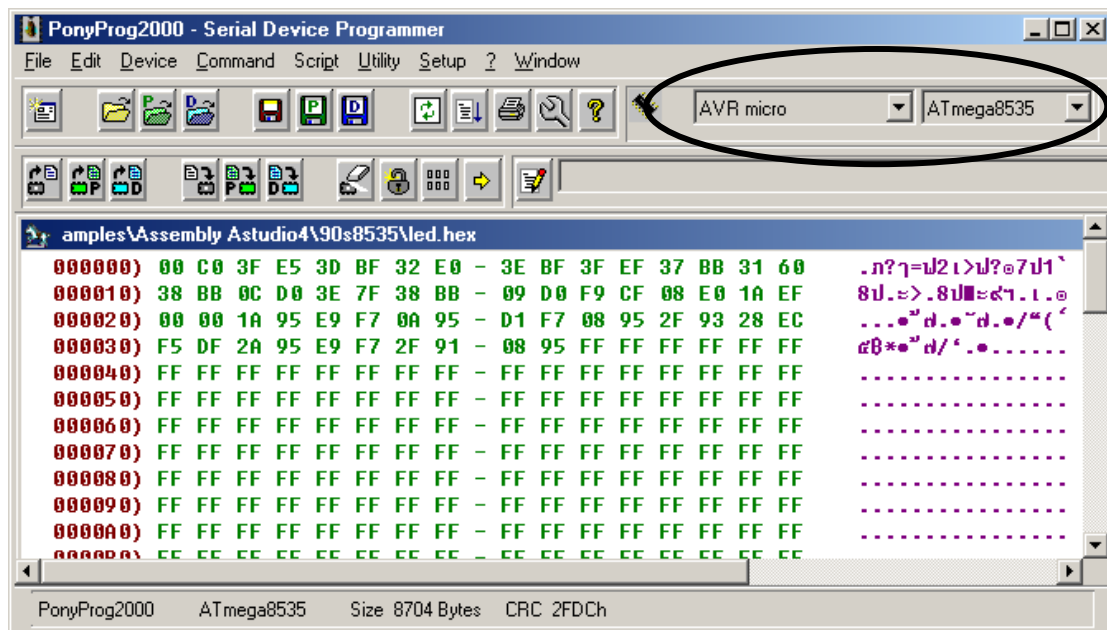 PonyProg2000 - Serial Device Programmer
File Edit Device Command Script Utility Setup ? Window
AVR micro ATmega8535
amples\Assembly Astudio4\90s8535\led.hex
000000) 00 C0 3F E5 3D BF 32 E0 - 3E BF 3F EF 37 BB 31 60
000010) 38 BB 0C D0 3E 7F 38 BB - 09 D0 F9 CF 08 E0 1A EF
000020) 00 00 1A 95 E9 F7 0A 95 - D1 F7 08 95 2F 93 28 EC
000030) F5 DF 2A 95 E9 F7 2F 91 - 08 95 FF FF FF FF FF FF
000040) FF FF FF FF FF FF FF FF - FF FF FF FF FF FF FF FF ................
000050) FF FF FF FF FF FF FF FF - FF FF FF FF FF FF FF FF ................
000060) FF FF FF FF FF FF FF FF - FF FF FF FF FF FF FF FF ................
000070) FF FF FF FF FF FF FF FF - FF FF FF FF FF FF FF FF ................
000080) FF FF FF FF FF FF FF FF - FF FF FF FF FF FF FF FF ................
000090) FF FF FF FF FF FF FF FF - FF FF FF FF FF FF FF FF ................
0000A0) FF FF FF FF FF FF FF FF - FF FF FF FF FF FF FF FF ................
PonyProg2000 ATmega8535 Size 8704 Bytes CRC 2FDCh